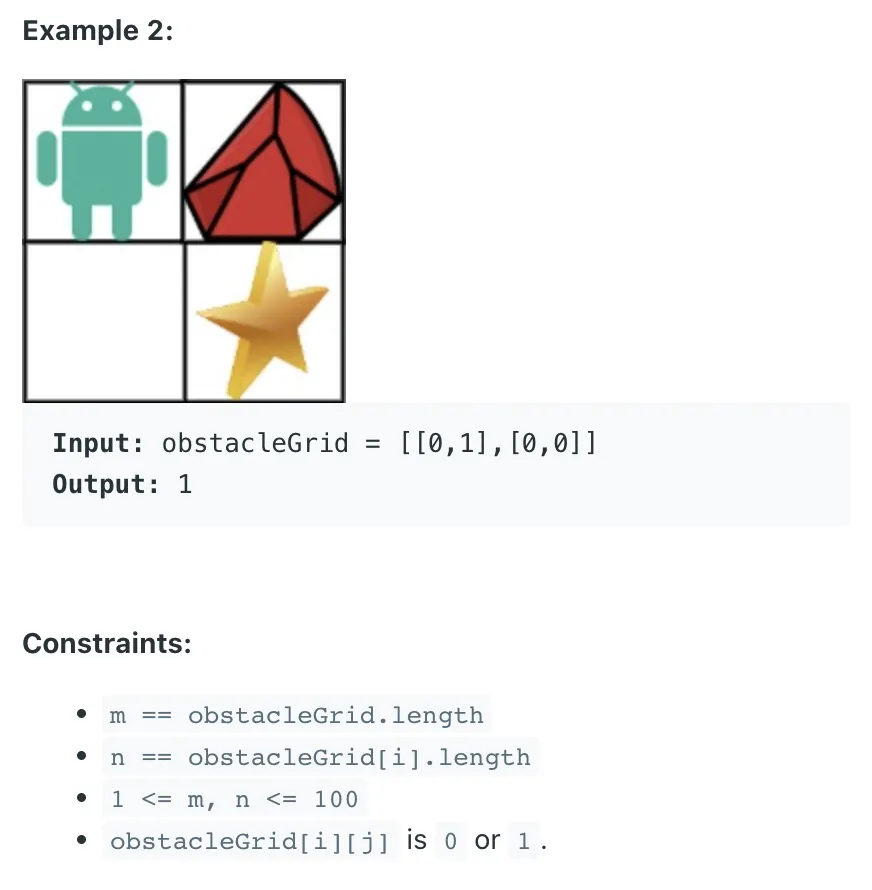 Example 2:
Input: obstacleGrid = [[0,1],[0,0]]
Output: 1
Constraints:
• m == obstacleGrid.length
• n == obstacleGrid[i].length
• 1 <= m, n <= 100
• obstacleGrid[i][j] is 0 or 1.